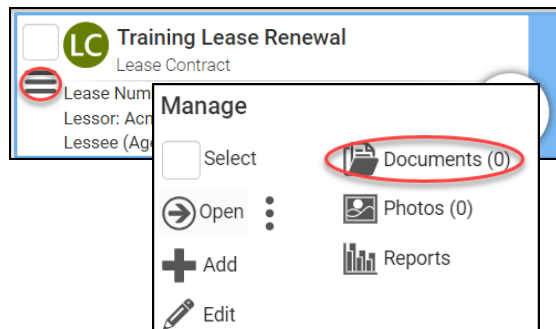 LC Training Lease Renewal
Lease Contract
Lease Num
Lessor: Acm
Lessee (Age
Manage
Select
Documents (0)
Open
Photos (0)
Add
Reports
Edit